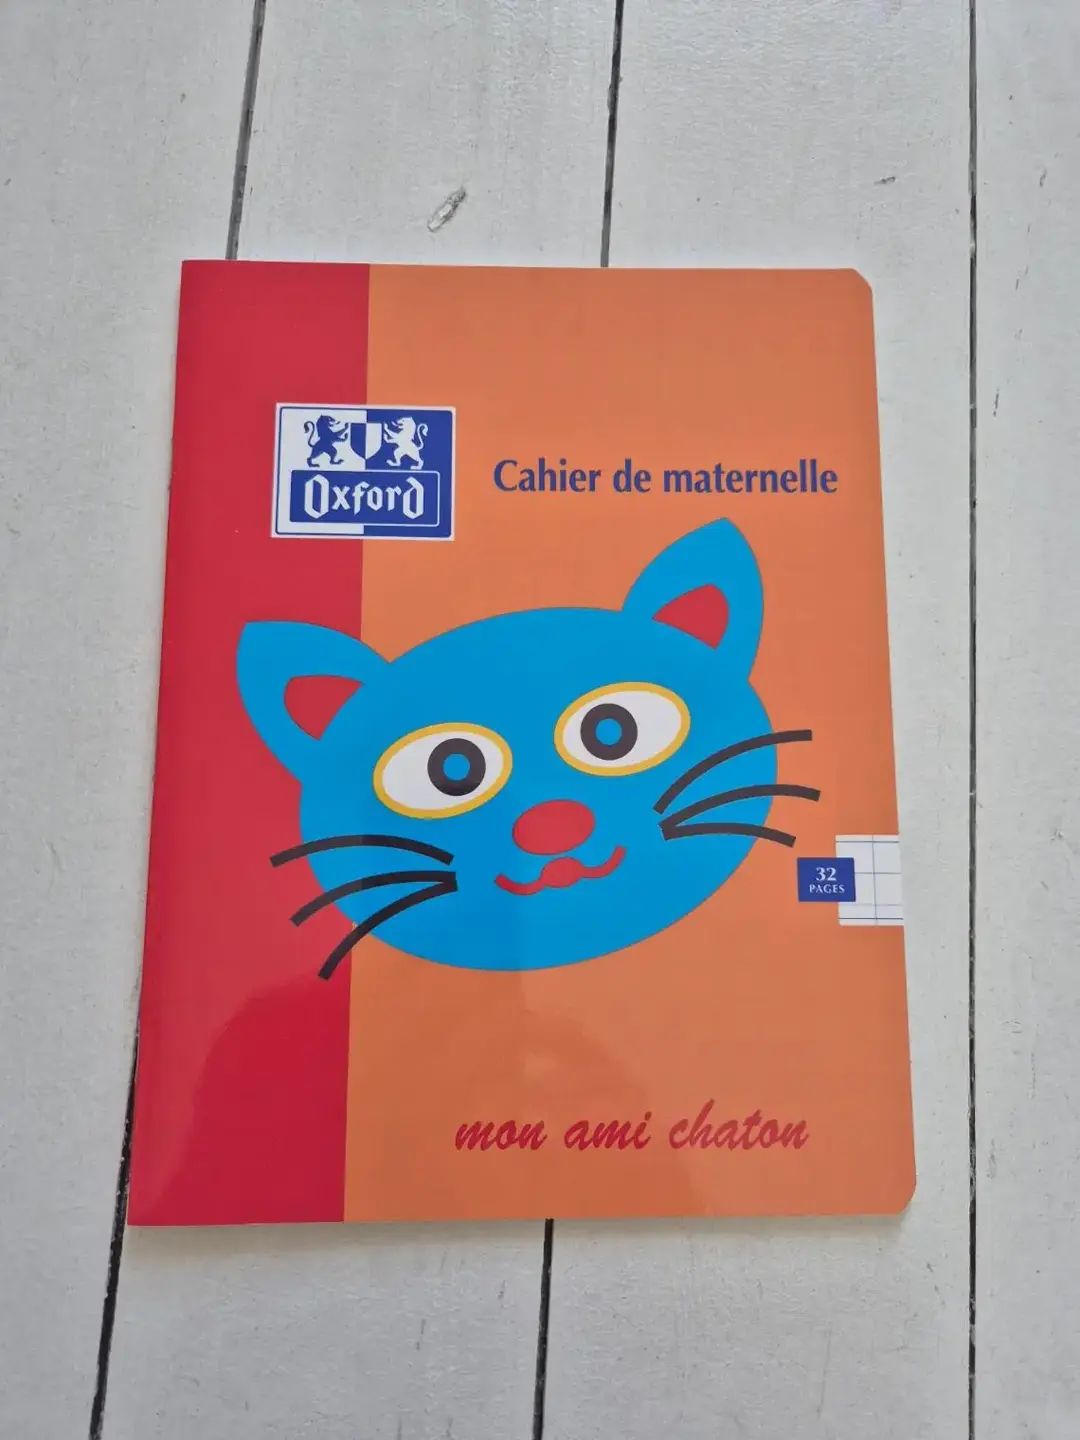 Oxford
Cahier de maternelle
32
PAGES
mon ami chaton